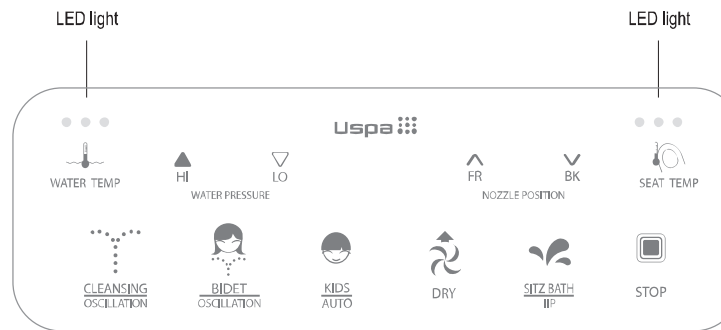 LED light LED light
Uspa
HI LO FR BK
WATER TEMP SEAT TEMP
WATER PRESSURE NOZZLE POSITION
CLEANSING BIDET KIDS DRY SITZ BATH STOP
OSCILLATION OSCILLATION AUTO IIP